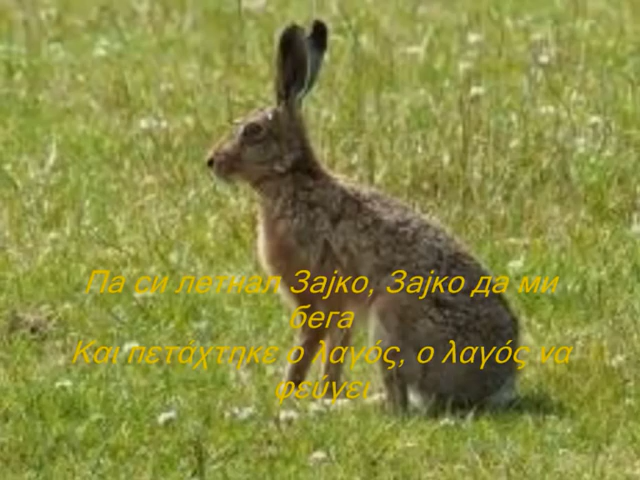 Па си летнал Зајко, Зајко да ми
бега
Και πετάχτηκε ο λαγός, ο λαγός να
φεύγει